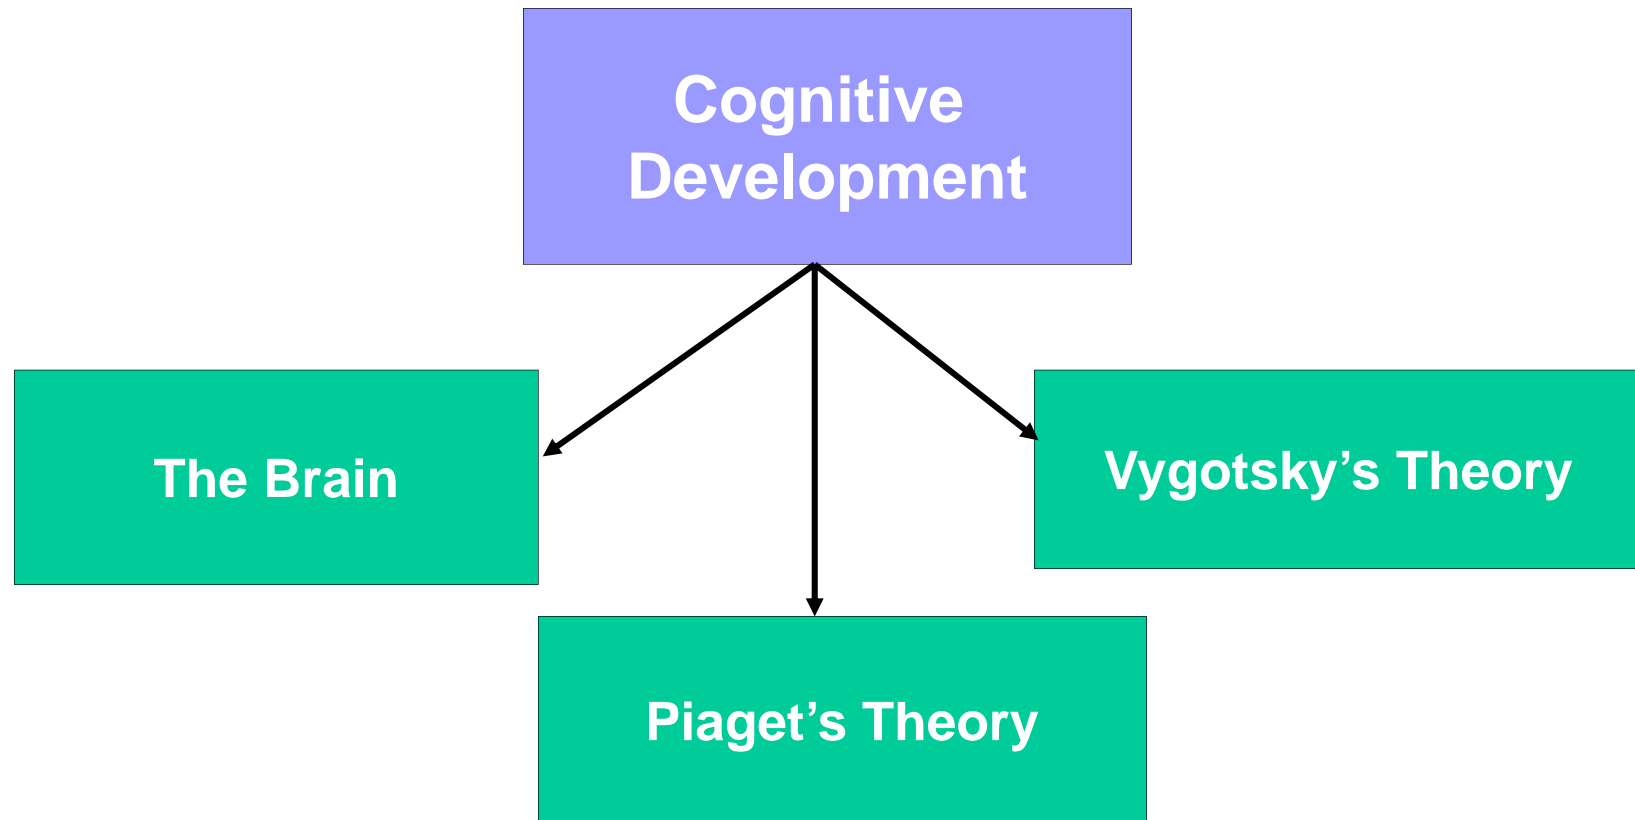 Cognitive
Development
The Brain
Vygotsky’s Theory
Piaget’s Theory